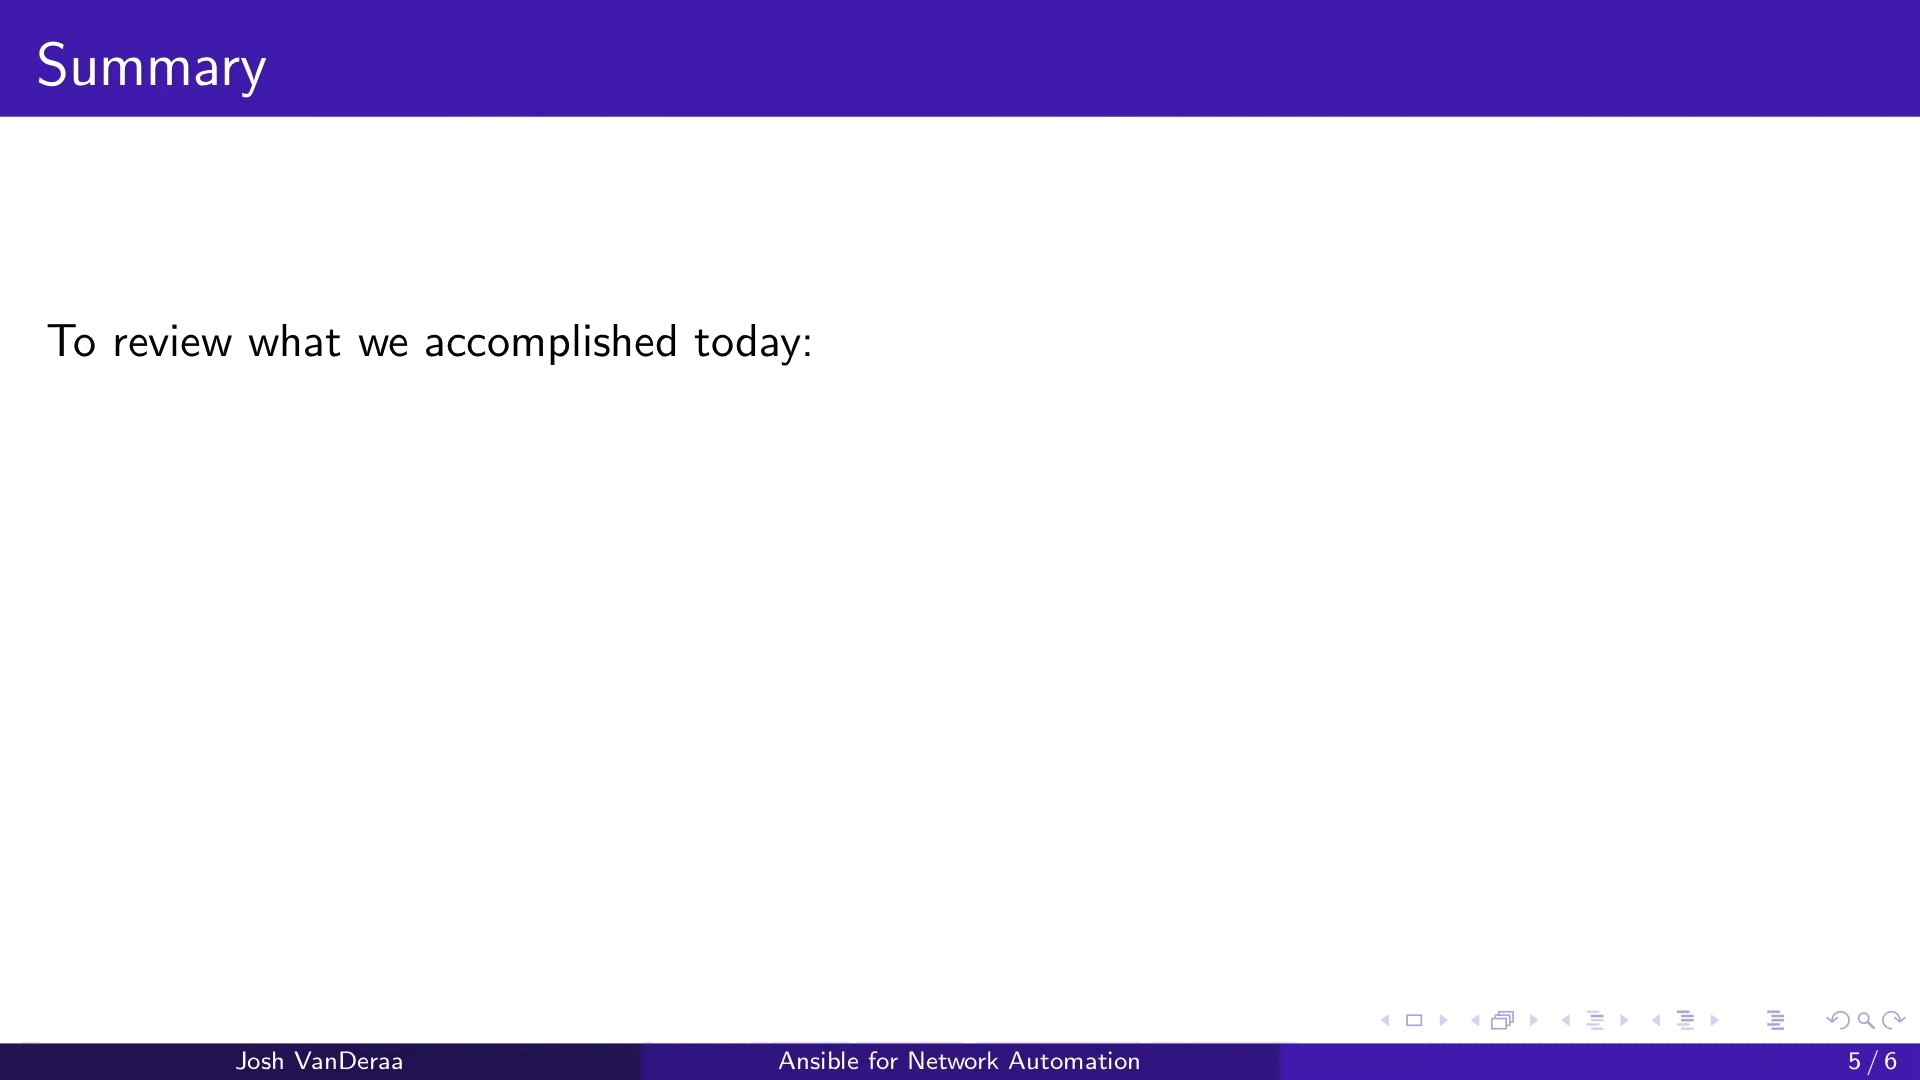 Summary
To review what we accomplished today:
Josh VanDeraa
Ansible for Network Automation
5 / 6